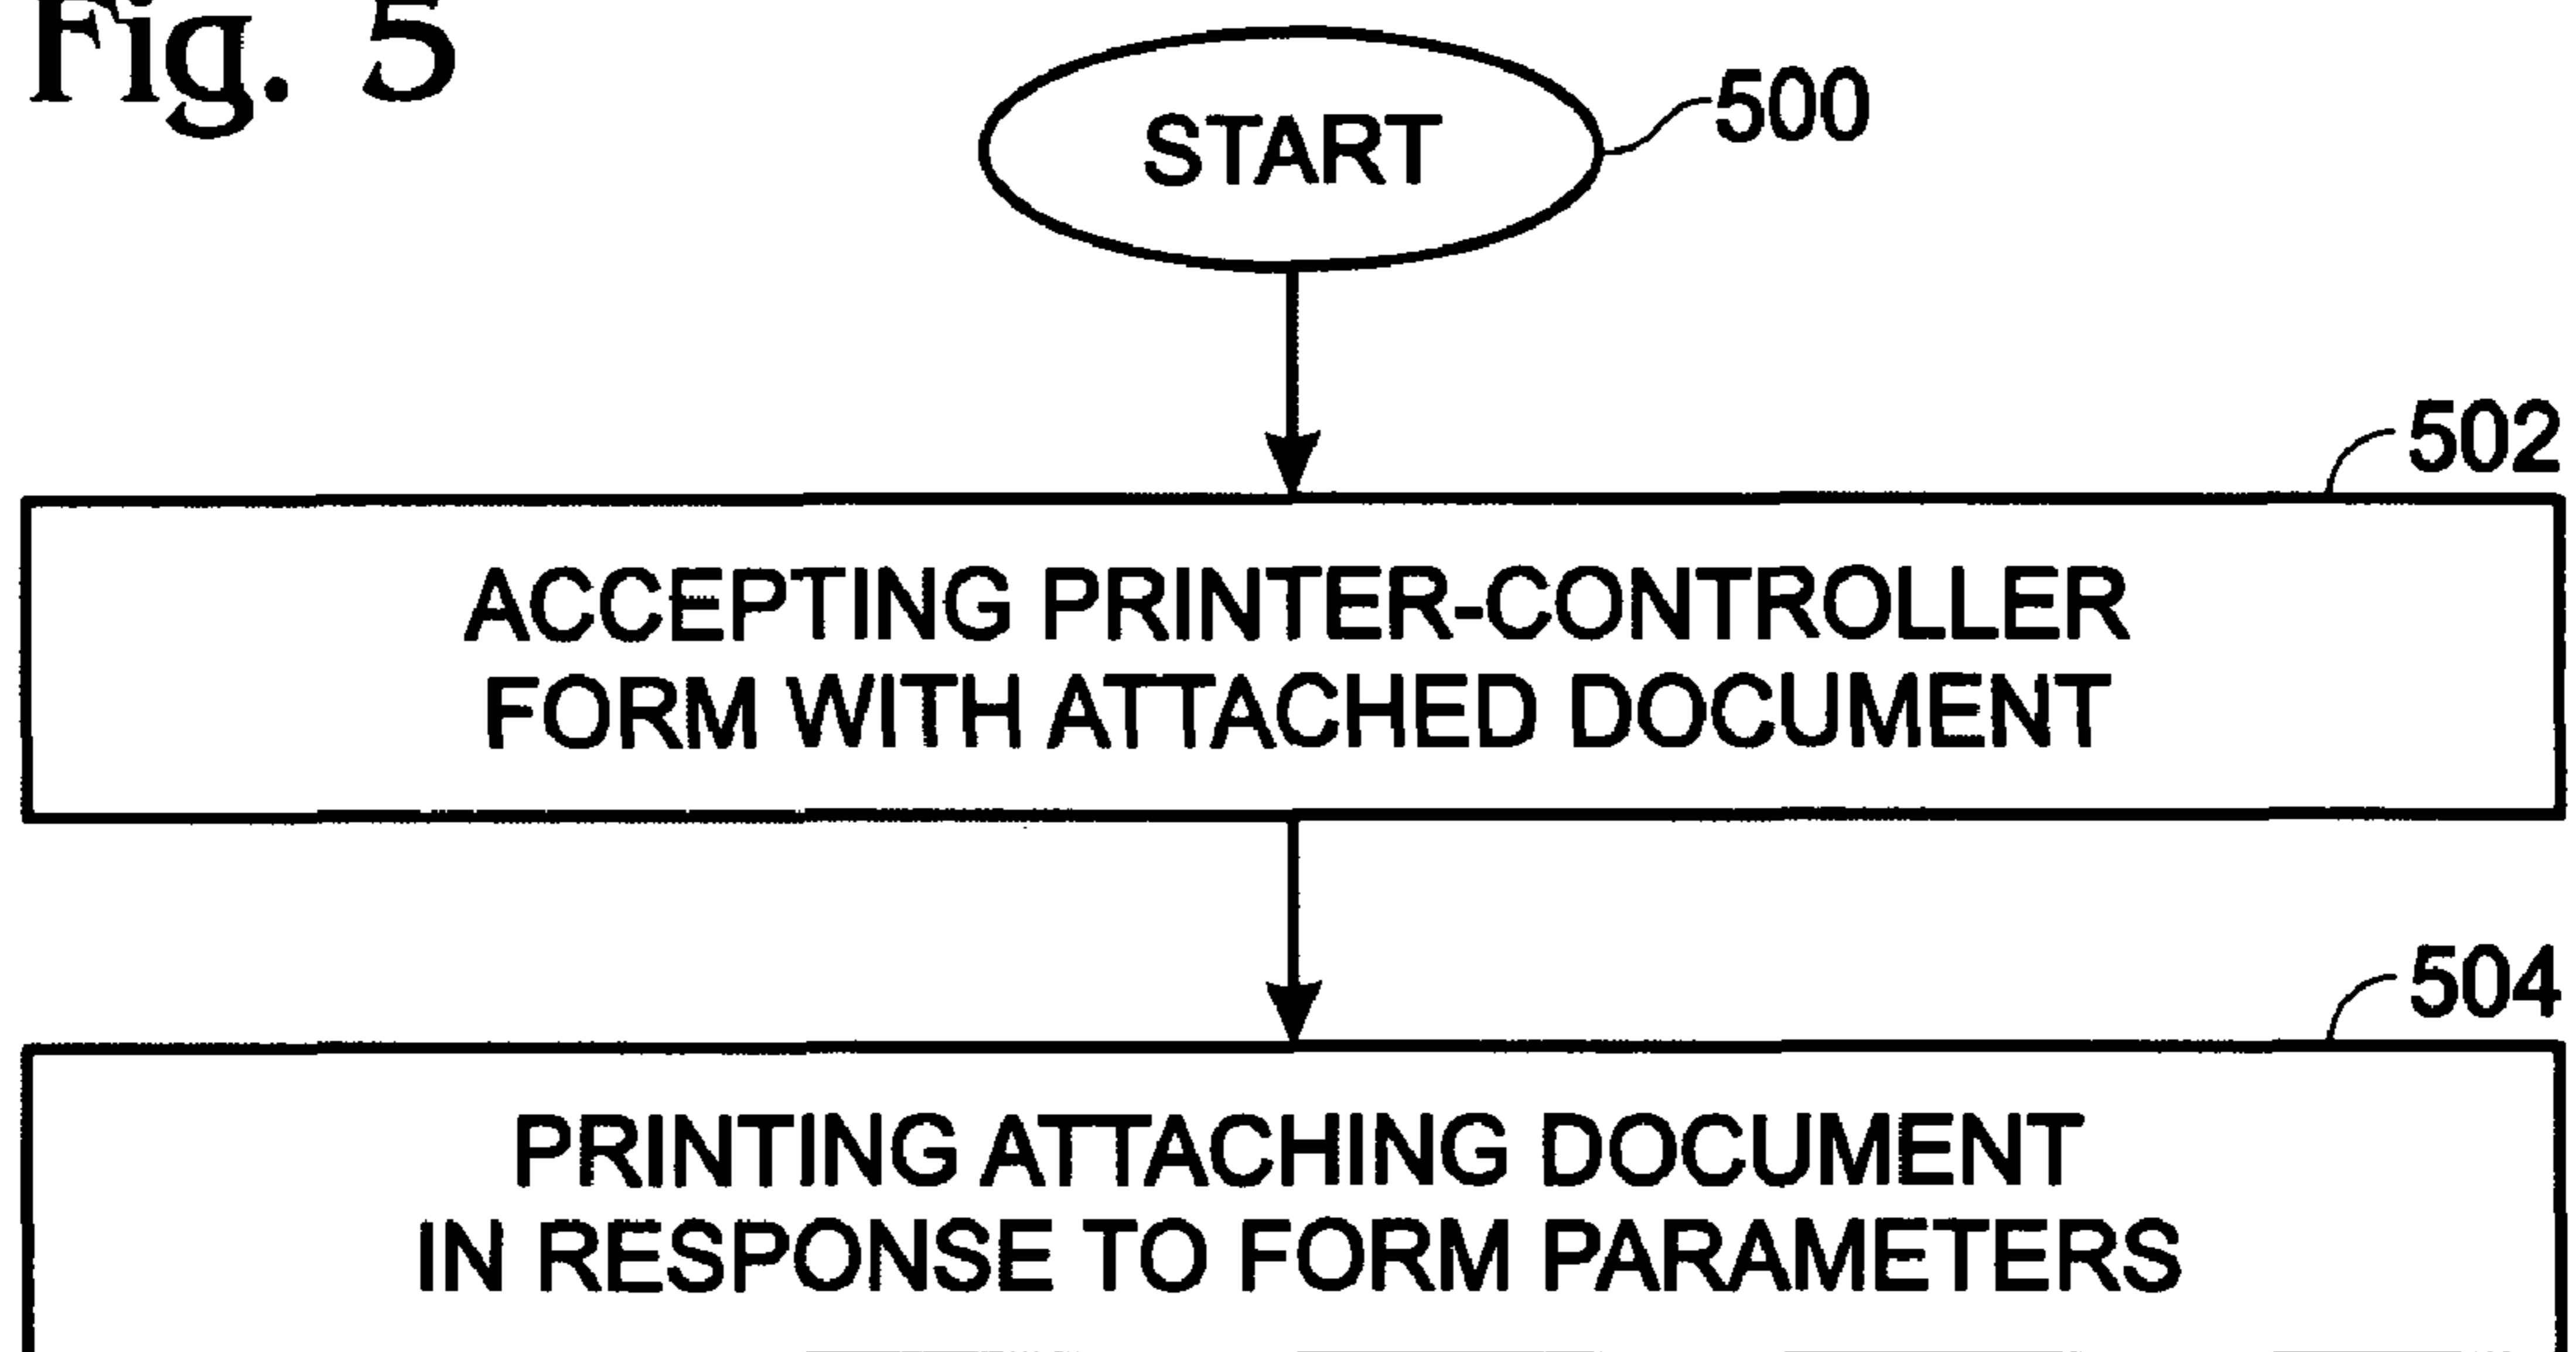 Fig. 5
START
500
502
ACCEPTING PRINTER-CONTROLLER
FORM WITH ATTACHED DOCUMENT
504
PRINTING ATTACHING DOCUMENT
IN RESPONSE TO FORM PARAMETERS